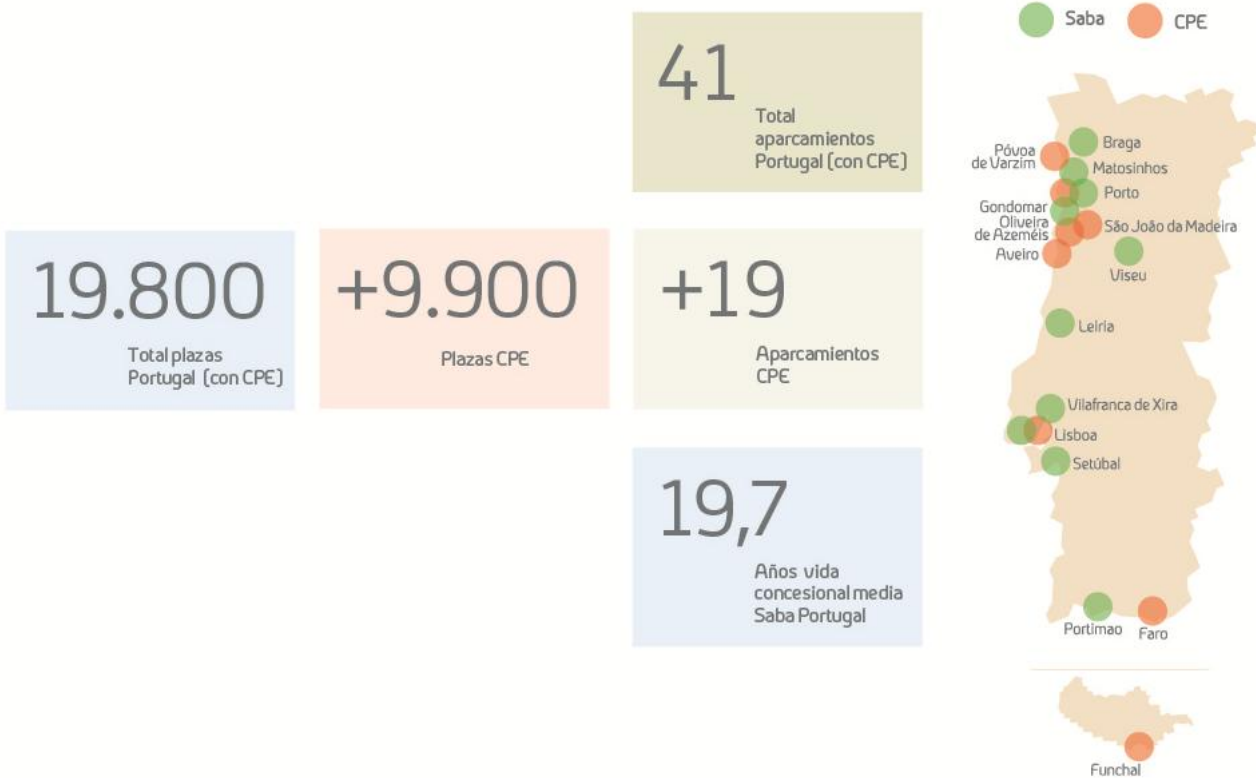 41
Total
aparcamientos
Portugal (con CPE)
19.800
Total plazas
Portugal (con CPE)
+9.900
Plazas CPE
+19
Aparcamientos
CPE
19,7
Años vida
concesional media
Saba Portugal
Saba
CPE
Póvoa
de Varzim
Braga
Matosinhos
Porto
Gondomar
Oliveira
de Azeméis
São João da Madeira
Aveiro
Viseu
Leiria
Vilafranca de Xira
Lisboa
Setúbal
Portimao
Faro
Funchal